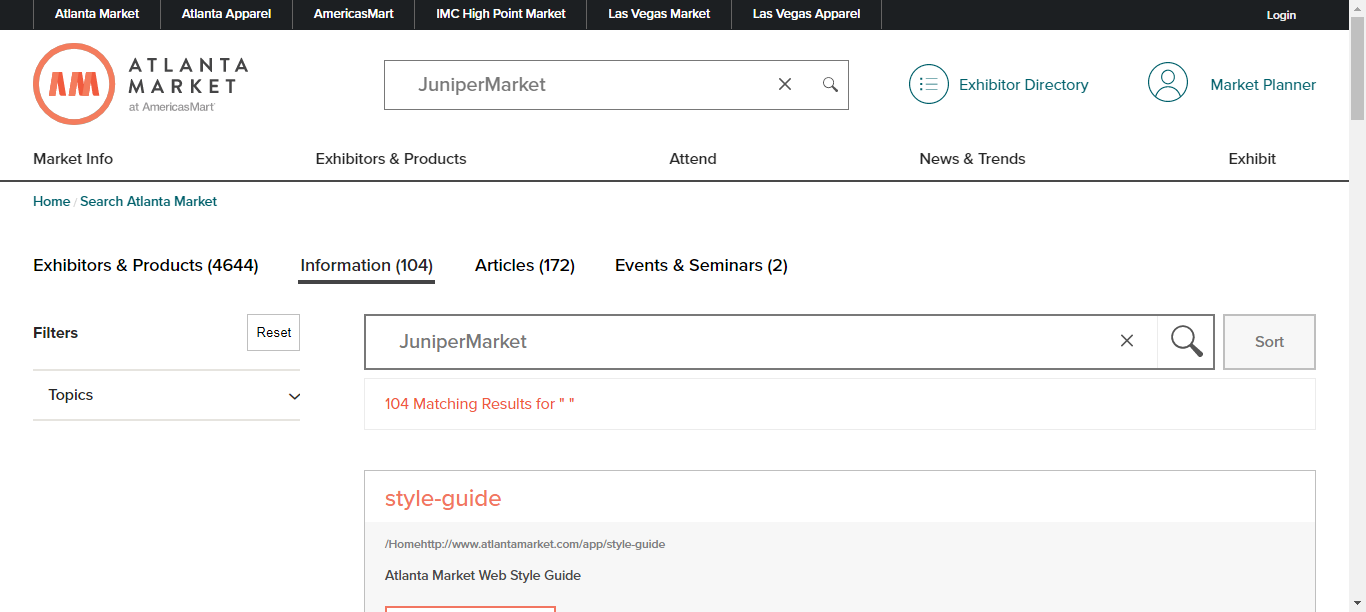 Atlanta Market Atlanta Apparel AmericasMart IMC High Point Market Las Vegas Market Las Vegas Apparel Login
AM ATLANTA
MARKET
at AmericasMart
JuniperMarket
Exhibitor Directory
Market Planner
Market Info Exhibitors & Products Attend News & Trends Exhibit
Home / Search Atlanta Market
Exhibitors & Products (4644) Information (104) Articles (172) Events & Seminars (2)
Filters Reset
Topics
JuniperMarket Sort
104 Matching Results for " "
style-guide
/Homehttp://www.atlantamarket.com/app/style-guide
Atlanta Market Web Style Guide